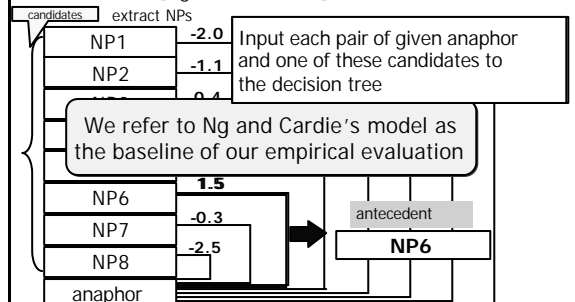 candidates
extract NPs
NP1
-2.0
Input each pair of given anaphor
and one of these candidates to
the decision tree
NP2
-1.1
We refer to Ng and Cardie's model as
the baseline of our empirical evaluation
NP6
1.5
NP7
-0.3
NP8
-2.5
anaphor
antecedent
NP6